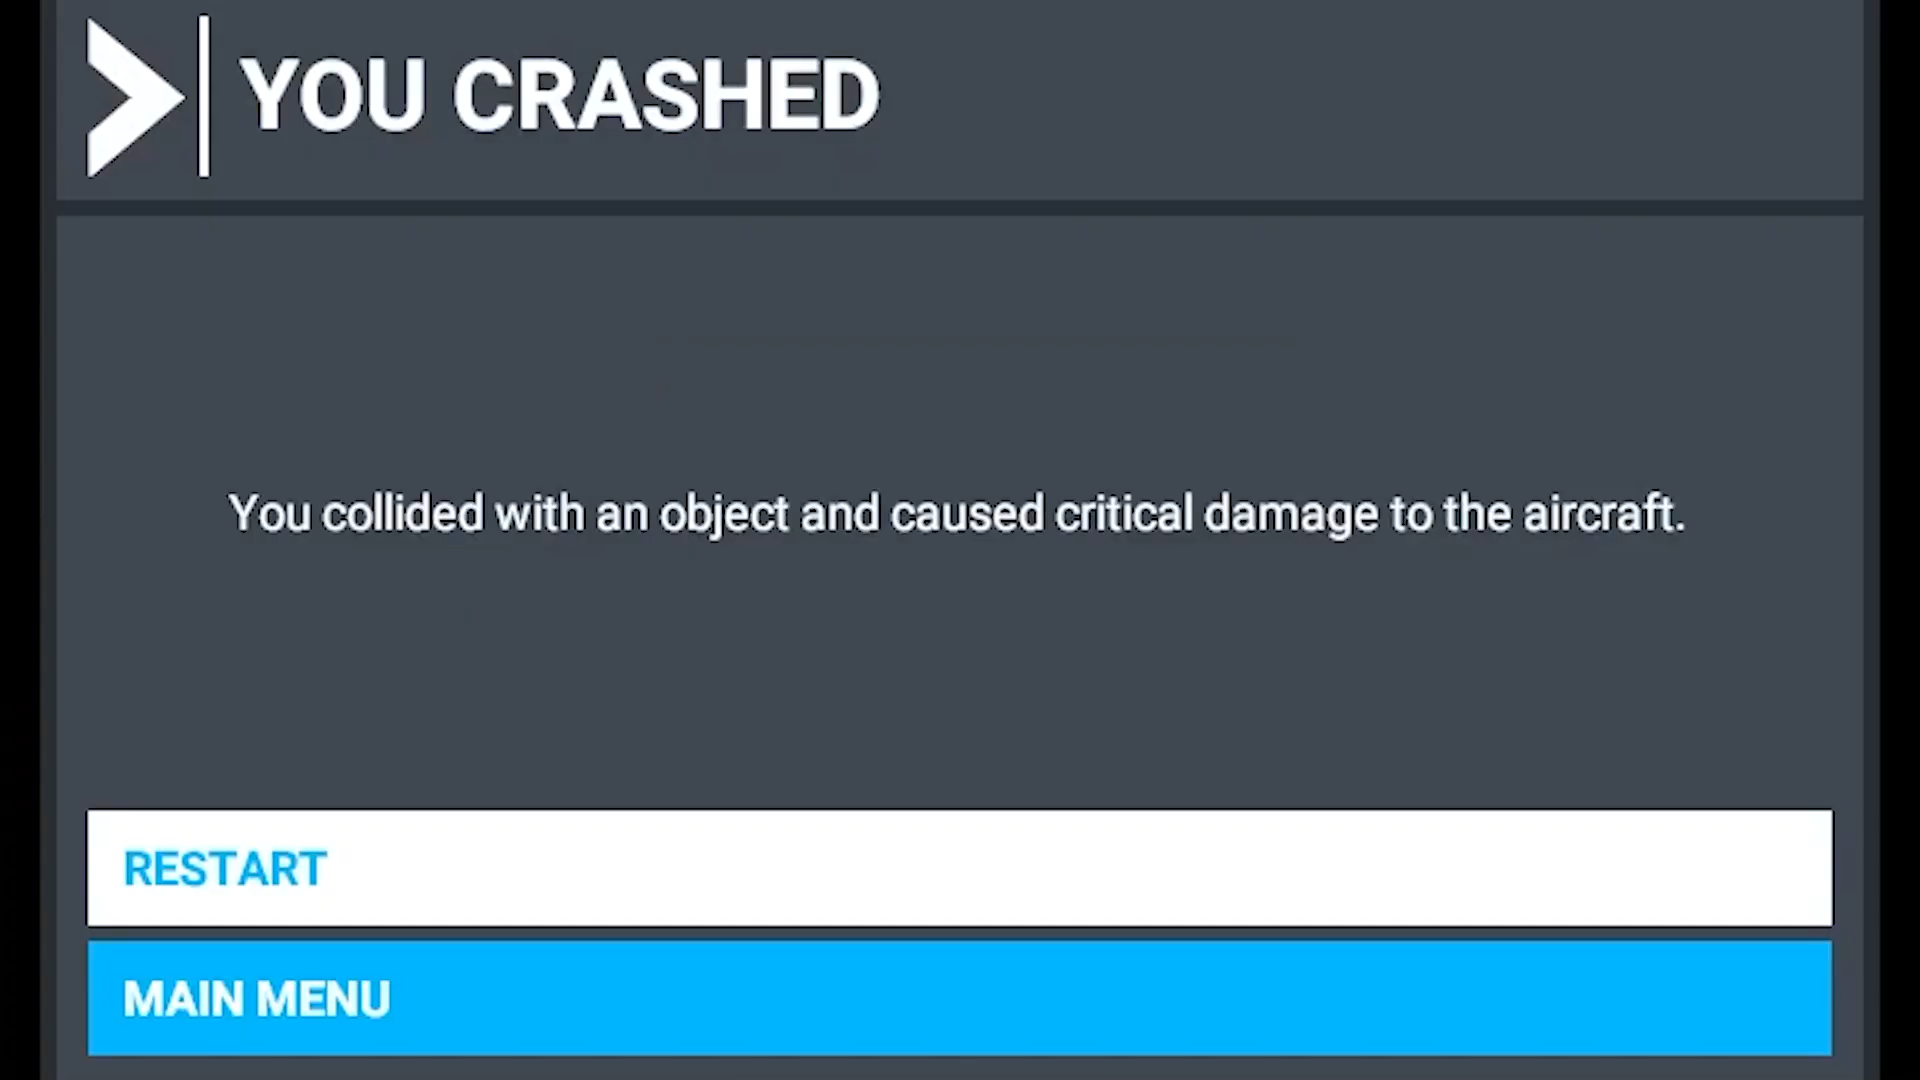 YOU CRASHED
You collided with an object and caused critical damage to the aircraft.
RESTART
MAIN MENU